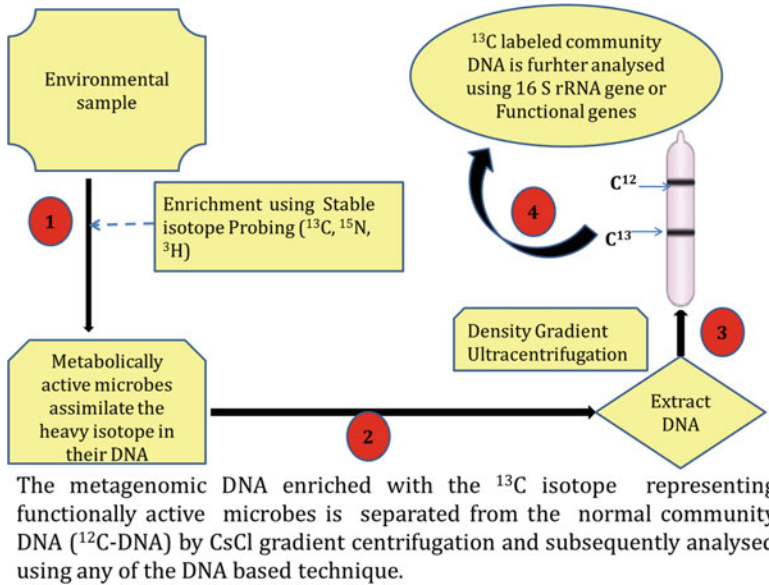 Environmental
sample
1
Enrichment using Stable
isotope Probing (¹³C, ¹⁵N,
³H)
Metabolically
active microbes
assimilate the
heavy isotope in
their DNA
2
Extract
DNA
3
Density Gradient
Ultracentrifugation
C¹²
C¹³
4
¹³C labeled community
DNA is furhter analysed
using 16 S rRNA gene or
Functional genes
The metagenomic DNA enriched with the ¹³C isotope representing
functionally active microbes is separated from the normal community
DNA (¹²C-DNA) by CsCl gradient centrifugation and subsequently analysed
using any of the DNA based technique.